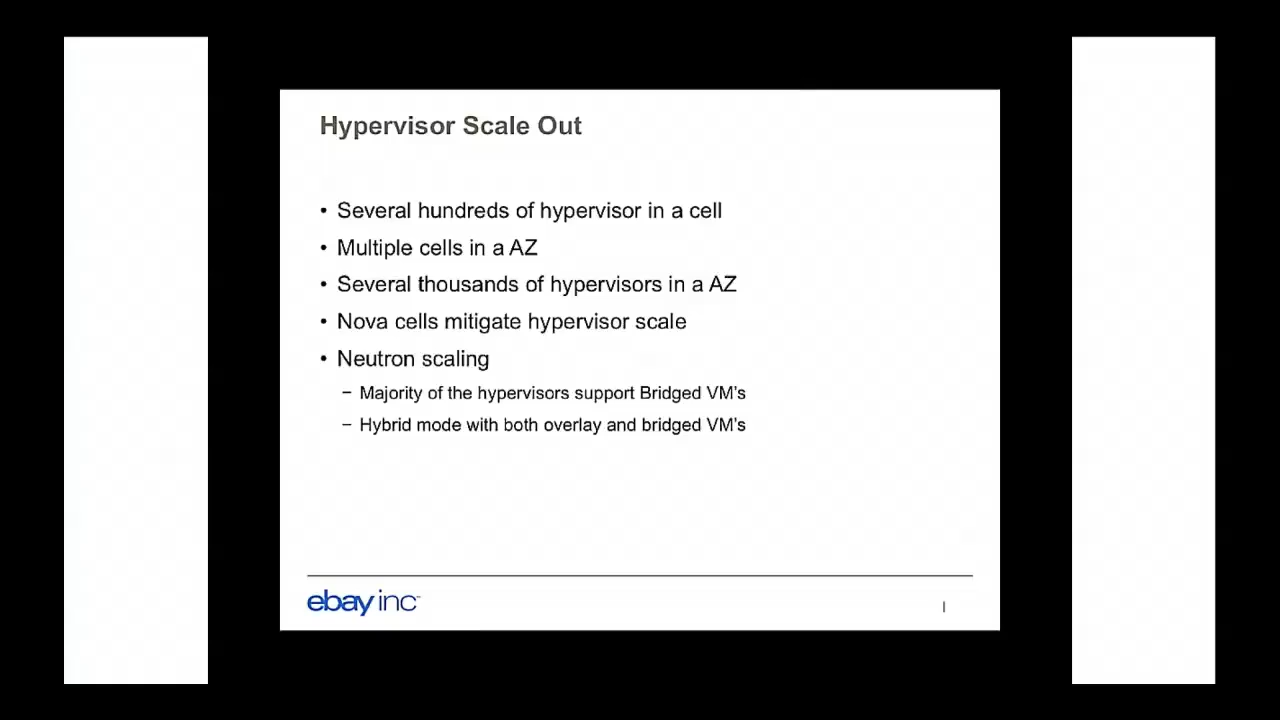 Hypervisor Scale Out
• Several hundreds of hypervisor in a cell
• Multiple cells in a AZ
• Several thousands of hypervisors in a AZ
• Nova cells mitigate hypervisor scale
• Neutron scaling
– Majority of the hypervisors support Bridged VM's
– Hybrid mode with both overlay and bridged VM's
ebay inc™